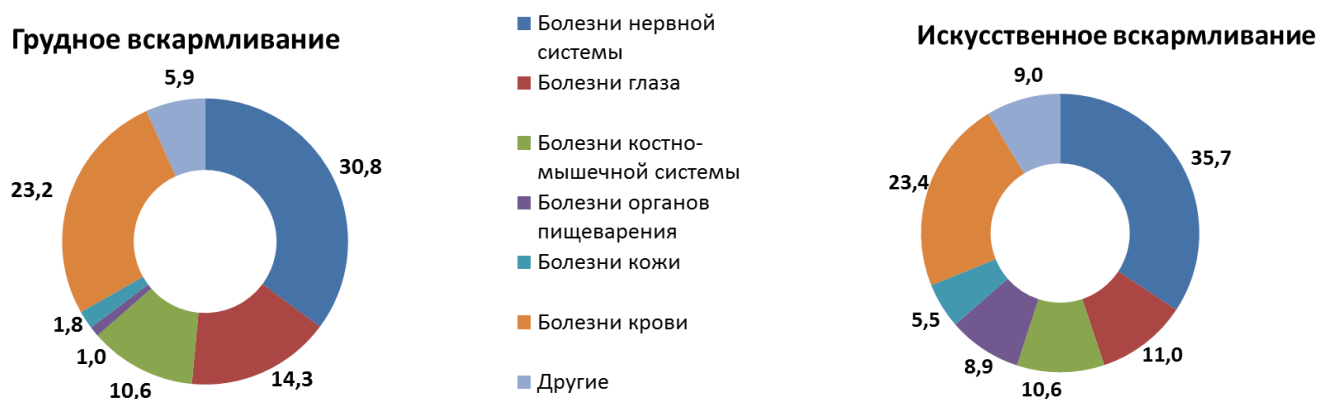 Грудное вскармливание
5,9
30,8
23,2
1,8
1,0
10,6
14,3
Болезни нервной
системы
Болезни глаза
Болезни костно-
мышечной системы
Болезни органов
пищеварения
Болезни кожи
Болезни крови
Другие
Искусственное вскармливание
9,0
35,7
23,4
5,5
8,9
10,6
11,0